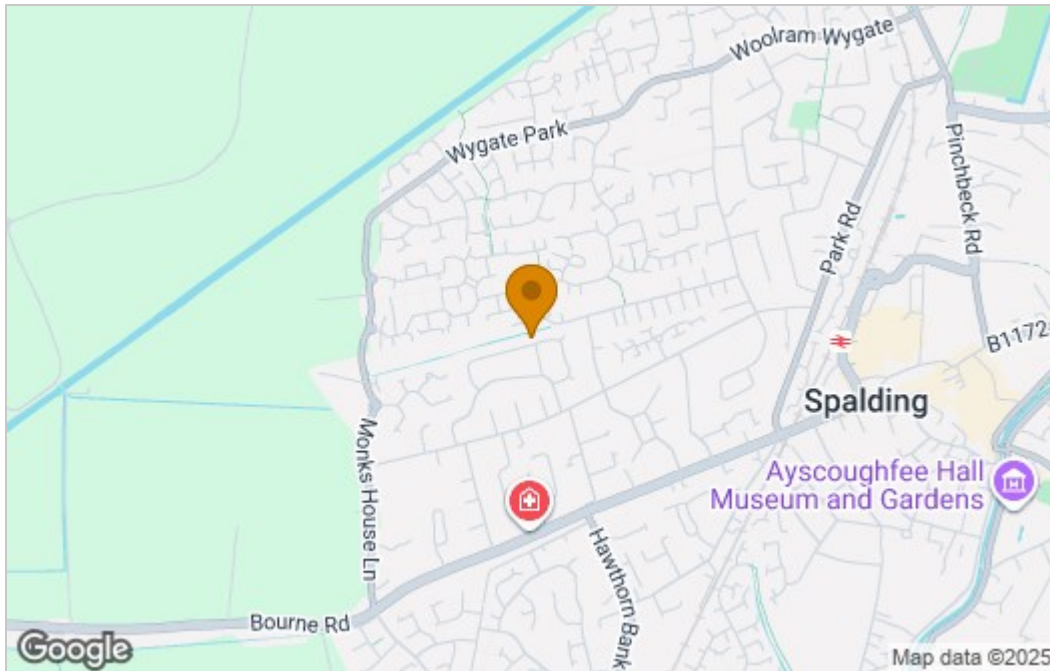 Woolram Wygate
Wygate Park
Pinchbeck Rd
Park Rd
B1172
Spalding
Ayscoughfee Hall
Museum and Gardens
Monks House Ln
Hawthorn Bank
Bourne Rd
Google
Map data ©2025